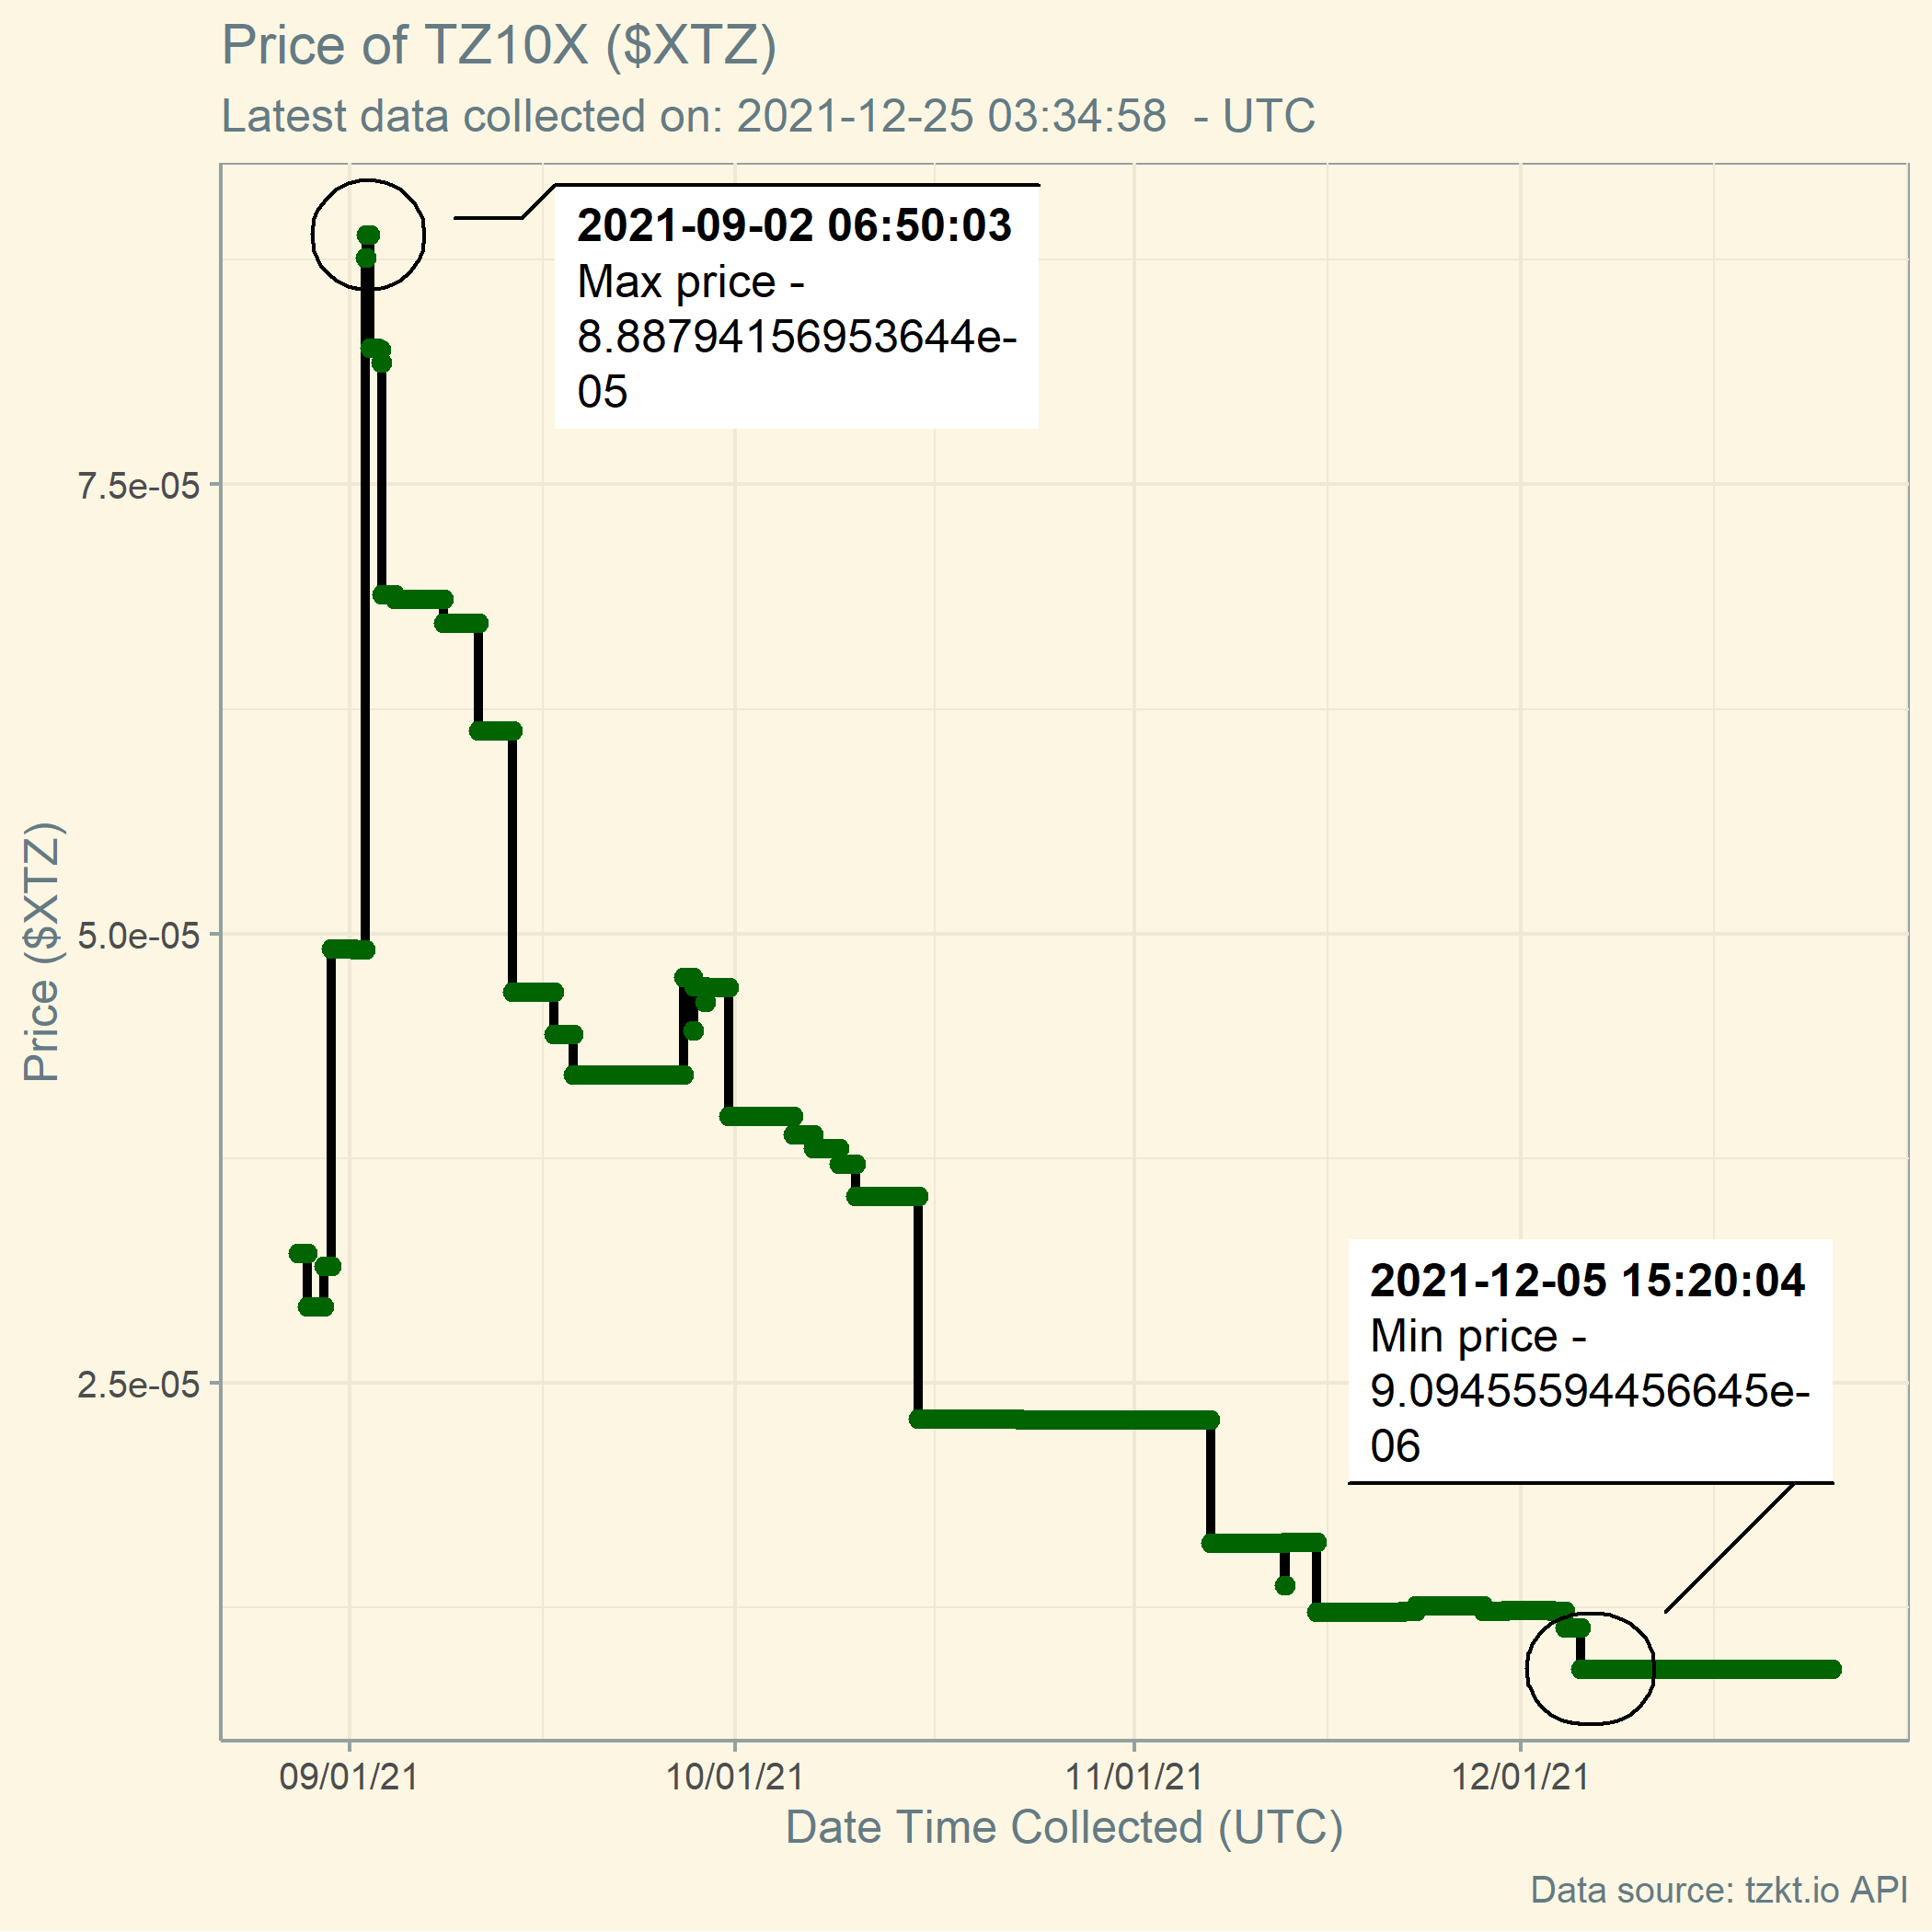 Price of TZ10X ($XTZ)
Latest data collected on: 2021-12-25 03:34:58  - UTC
2021-09-02 06:50:03
Max price -
8.88794156953644e-
05
7.5e-05
5.0e-05
2.5e-05
Price ($XTZ)
2021-12-05 15:20:04
Min price -
9.09455594456645e-
06
09/01/21
10/01/21
11/01/21
12/01/21
Date Time Collected (UTC)
Data source: tzkt.io API